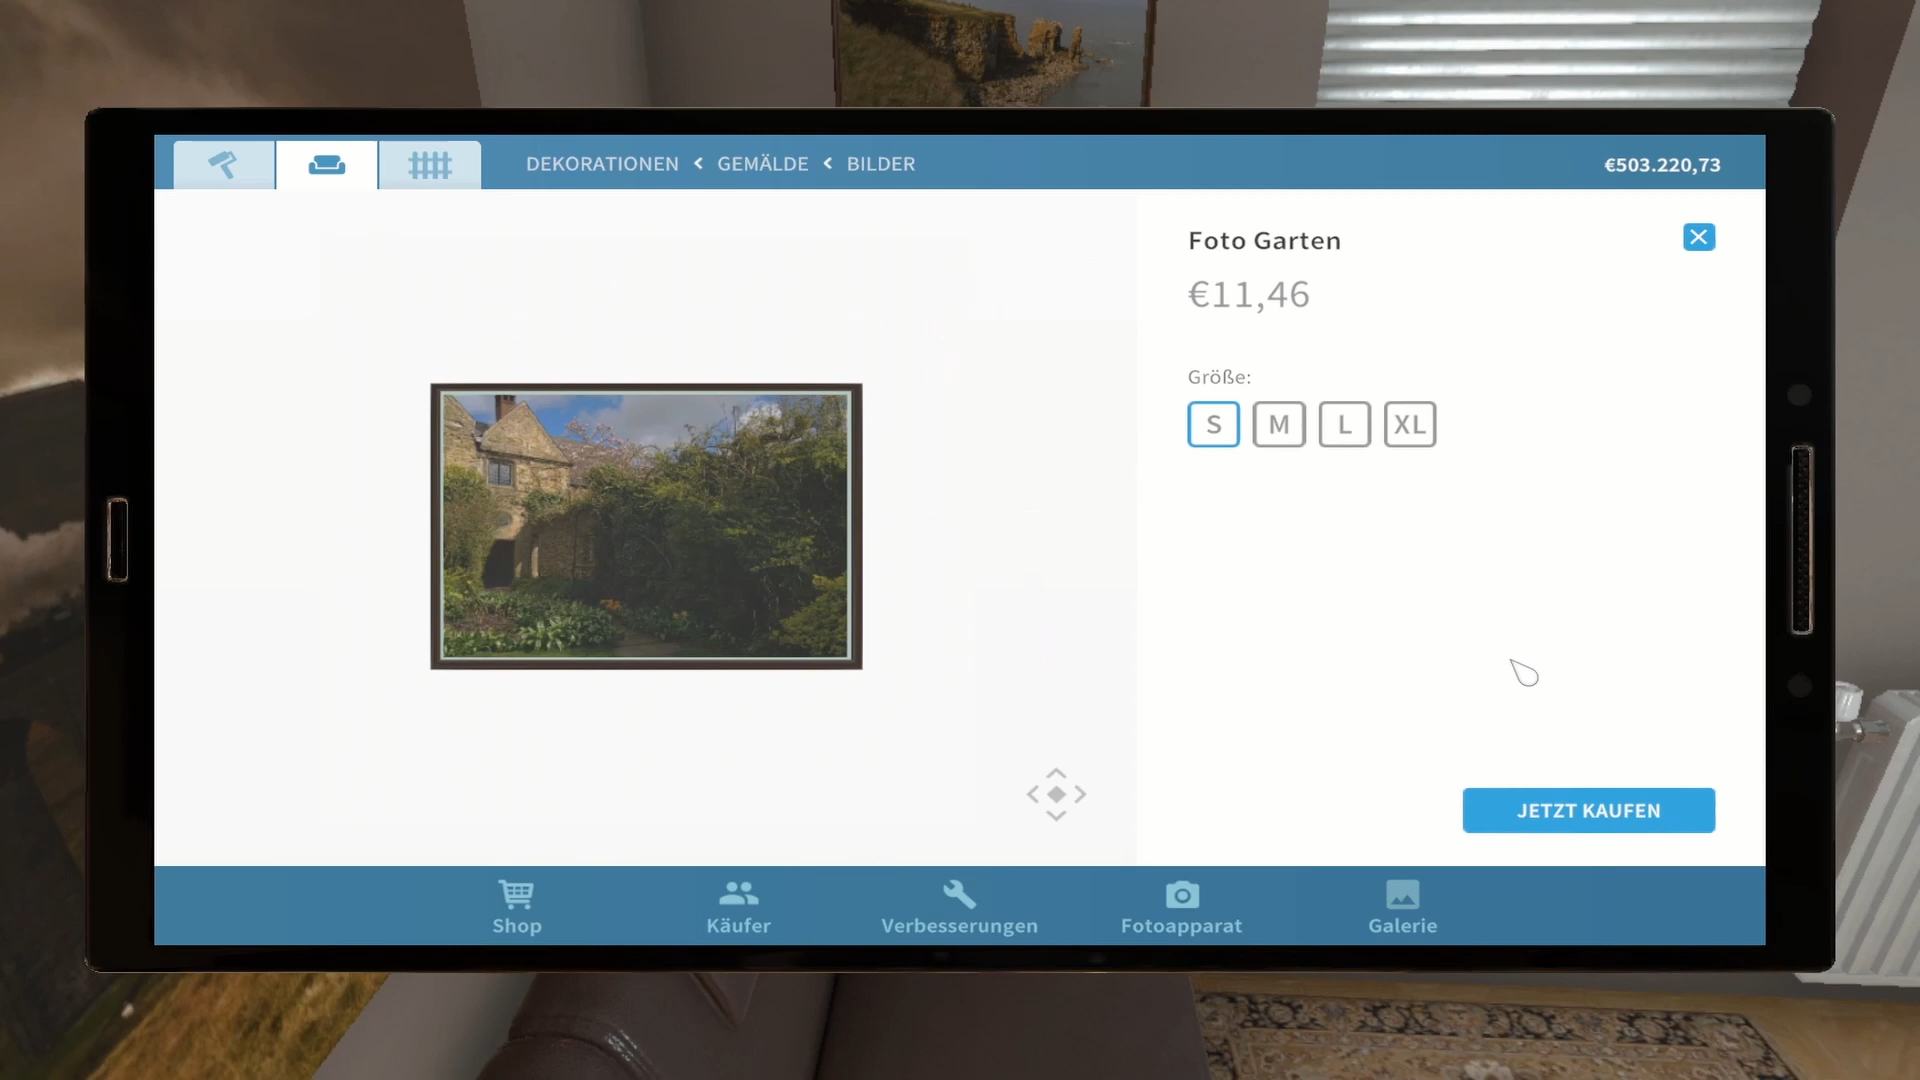 DEKORATIONEN < GEMÄLDE < BILDER
€503.220,73
Foto Garten
€11,46
Größe:
S M L XL
JETZT KAUFEN
Shop Käufer Verbesserungen Fotoapparat Galerie